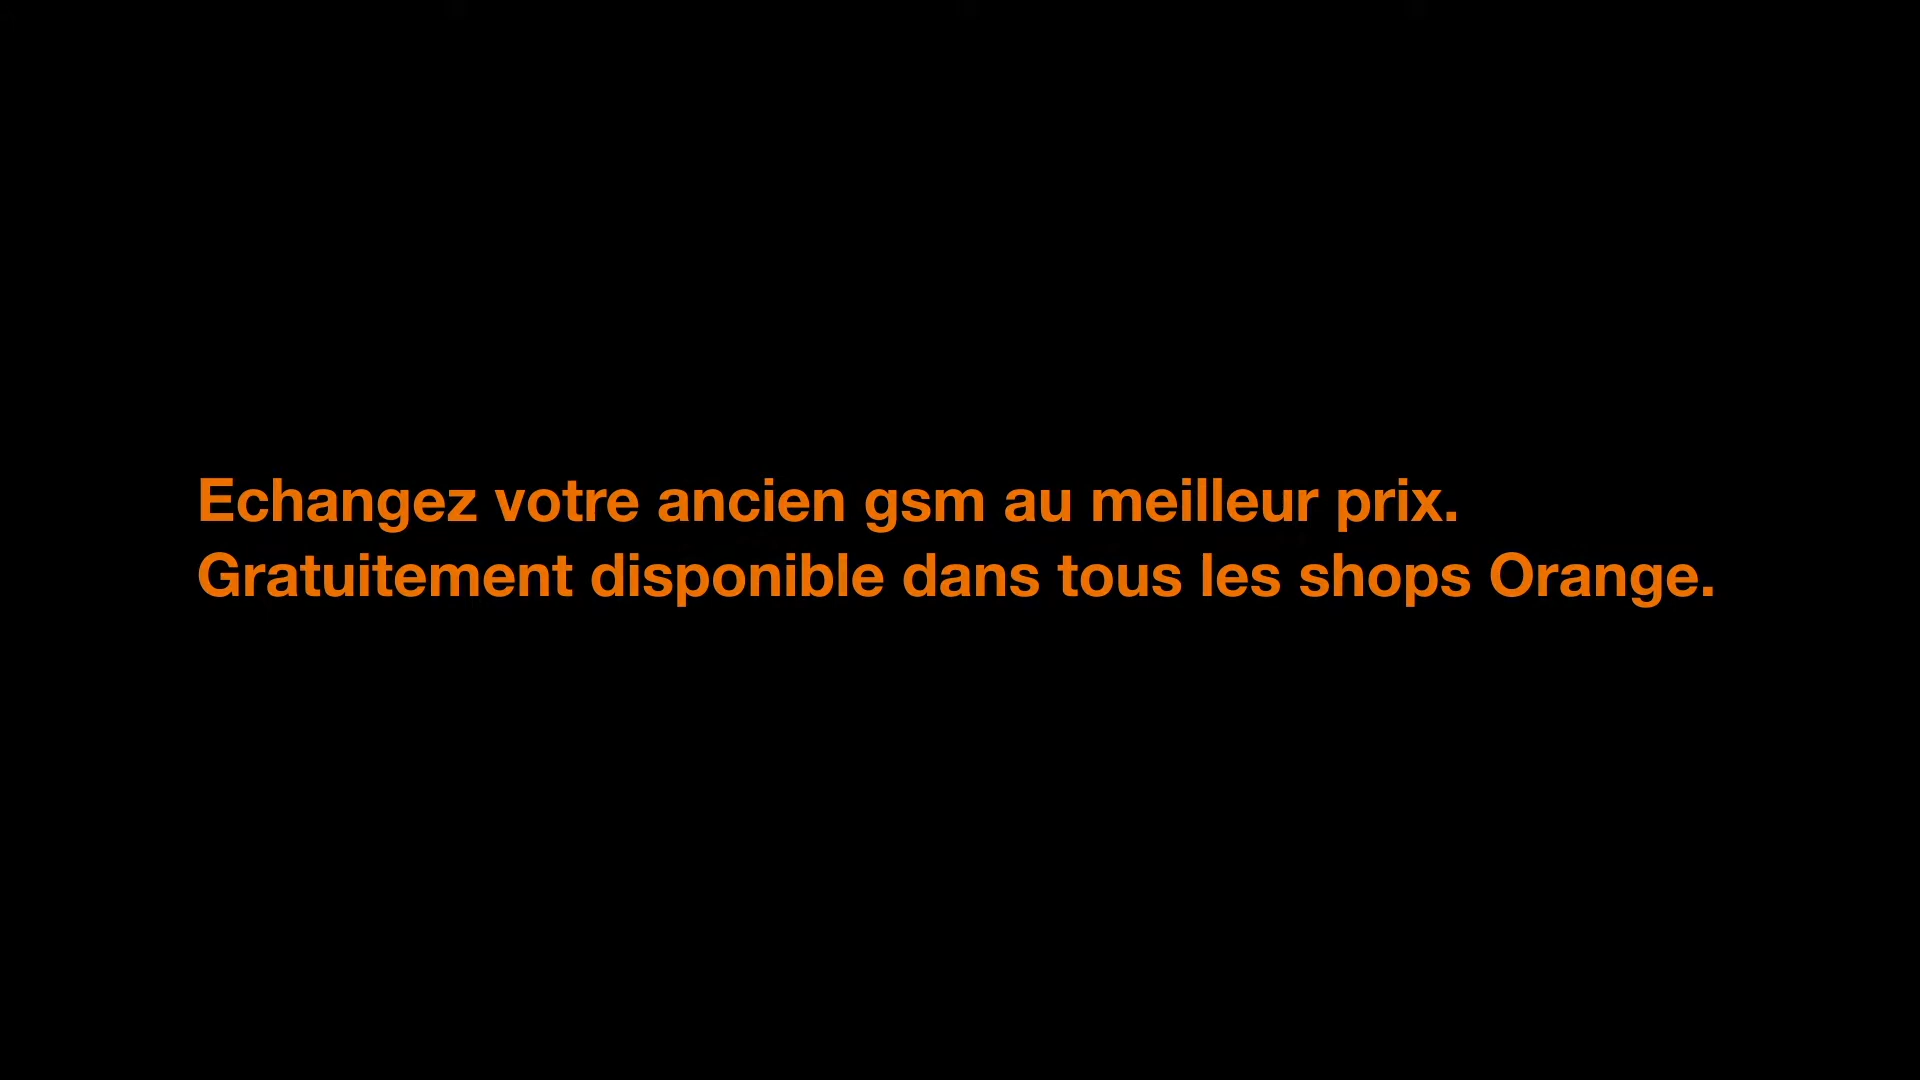 Echangez votre ancien gsm au meilleur prix.
Gratuitement disponible dans tous les shops Orange.